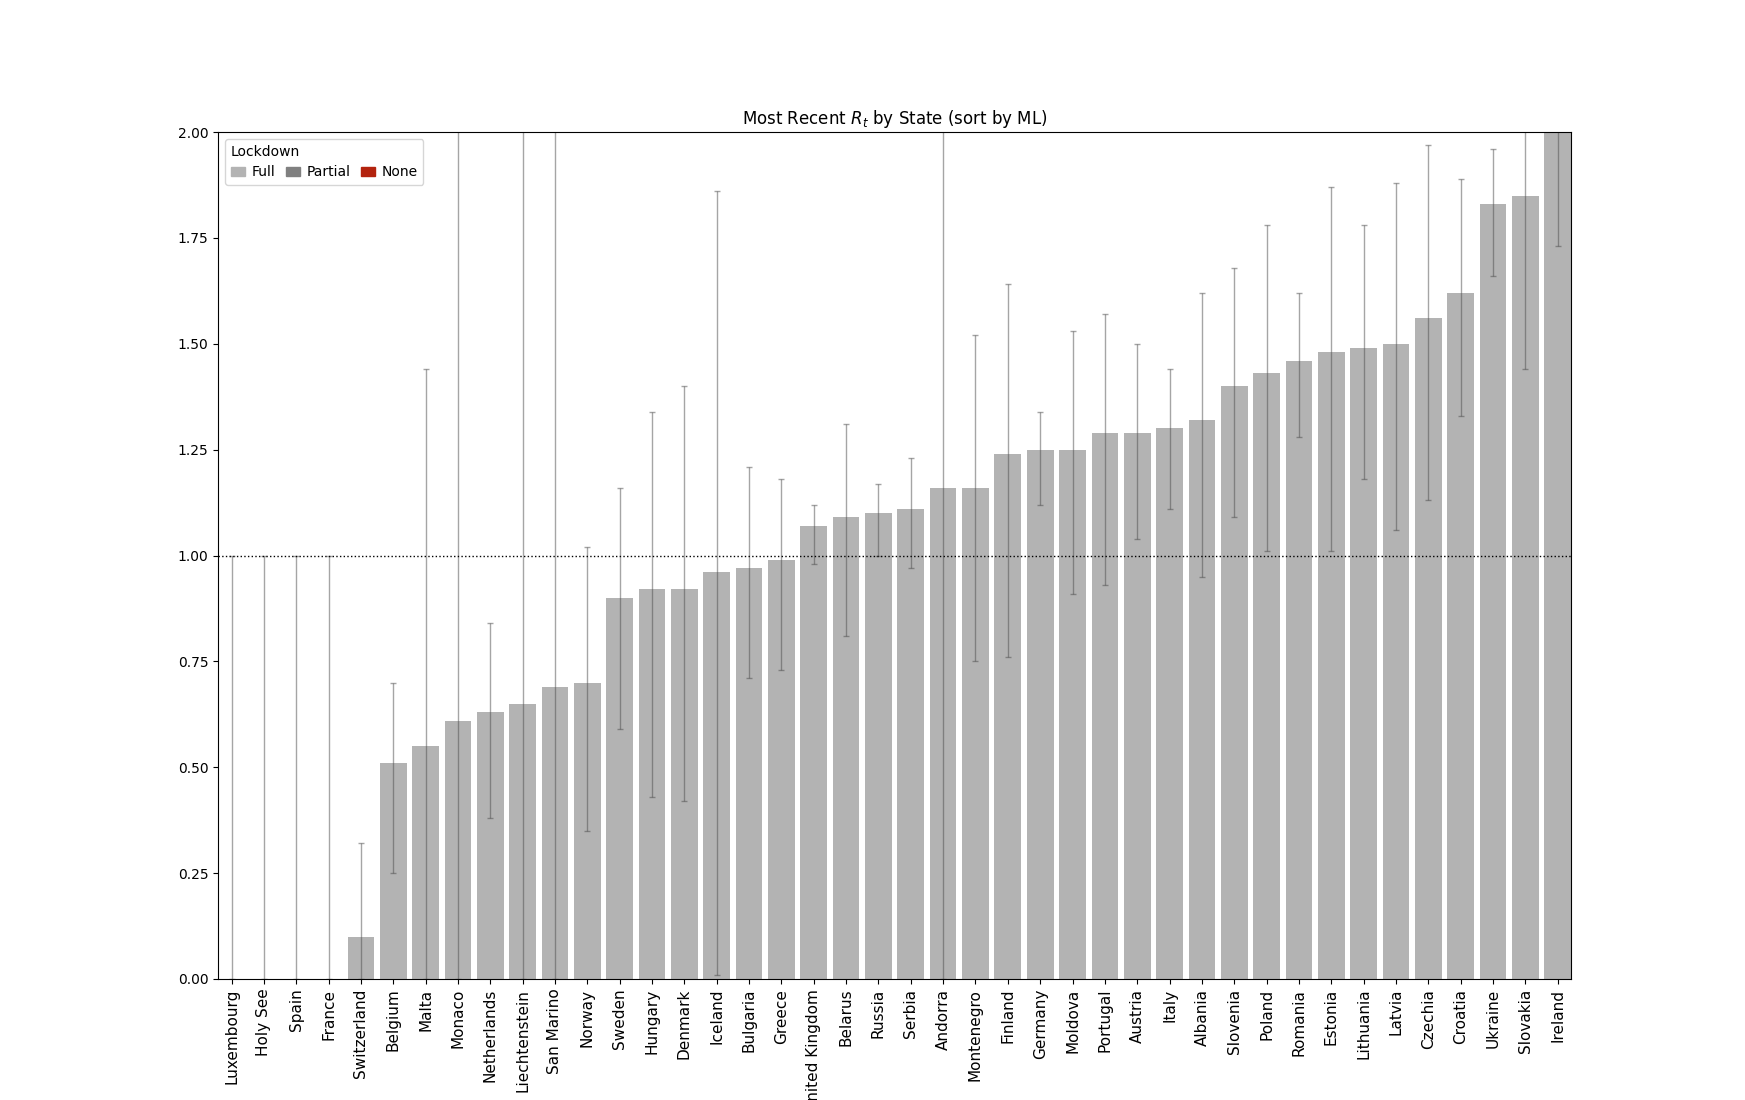 Most Recent R_t by State (sort by ML)
Lockdown
Full Partial None
2.00
1.75
1.50
1.25
1.00
0.75
0.50
0.25
0.00
Luxembourg
Holy See
Spain
France
Switzerland
Belgium
Malta
Monaco
Netherlands
Liechtenstein
San Marino
Norway
Sweden
Hungary
Denmark
Iceland
Bulgaria
Greece
nited Kingdom
Belarus
Russia
Serbia
Andorra
Montenegro
Finland
Germany
Moldova
Portugal
Austria
Italy
Albania
Slovenia
Poland
Romania
Estonia
Lithuania
Latvia
Czechia
Croatia
Ukraine
Slovakia
Ireland